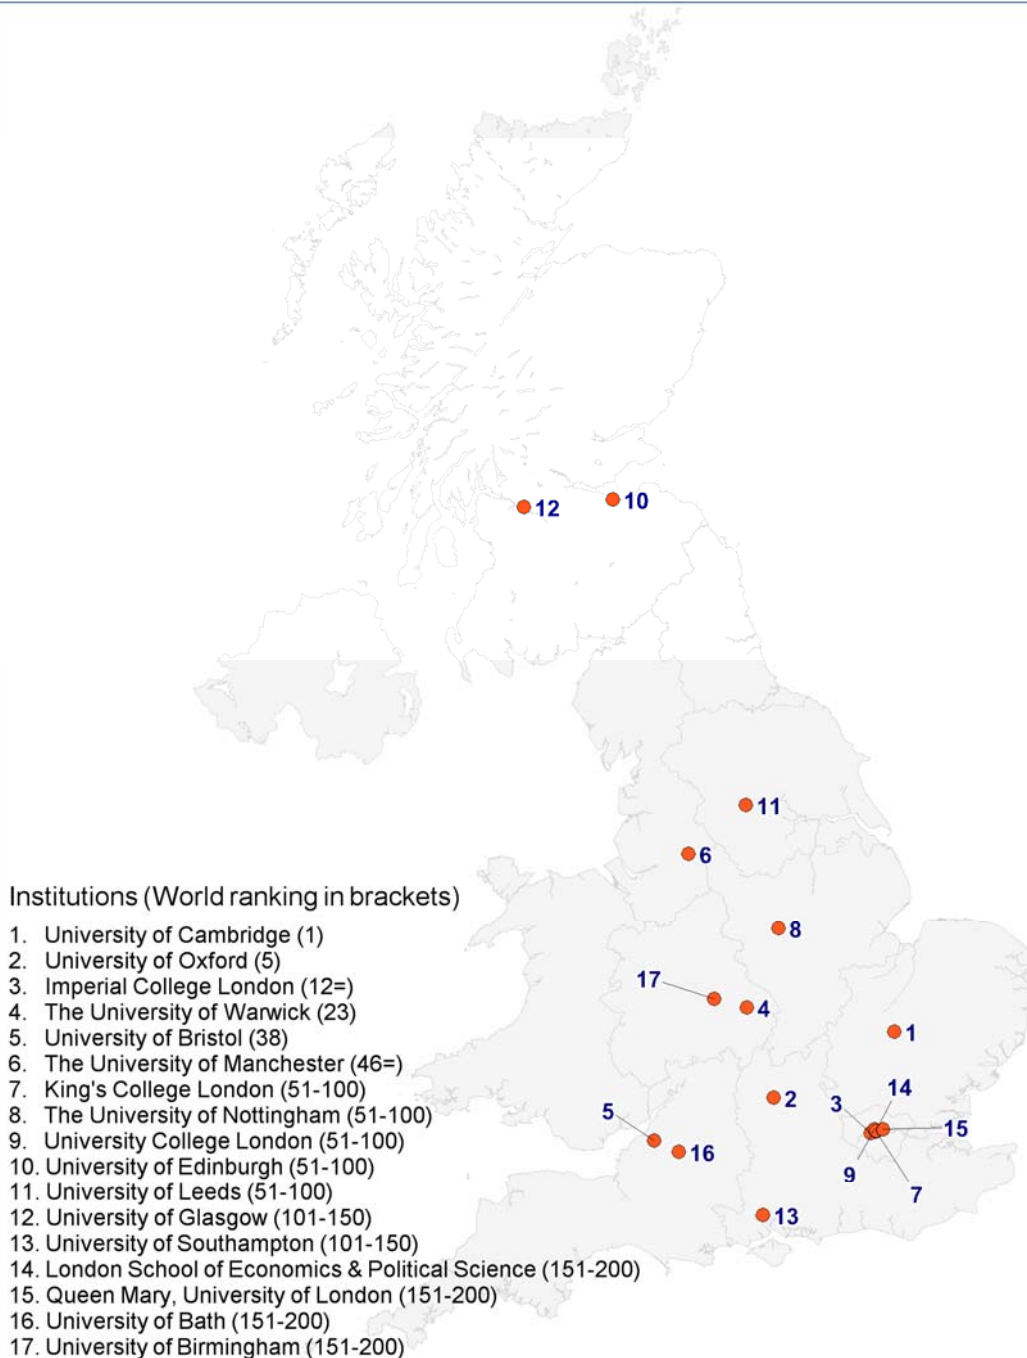 12
10
11
6
8
17
4
1
2
14
3
5
15
16
9
7
13
Institutions (World ranking in brackets)
1. University of Cambridge (1)
2. University of Oxford (5)
3. Imperial College London (12=)
4. The University of Warwick (23)
5. University of Bristol (38)
6. The University of Manchester (46=)
7. King's College London (51-100)
8. The University of Nottingham (51-100)
9. University College London (51-100)
10. University of Edinburgh (51-100)
11. University of Leeds (51-100)
12. University of Glasgow (101-150)
13. University of Southampton (101-150)
14. London School of Economics & Political Science (151-200)
15. Queen Mary, University of London (151-200)
16. University of Bath (151-200)
17. University of Birmingham (151-200)